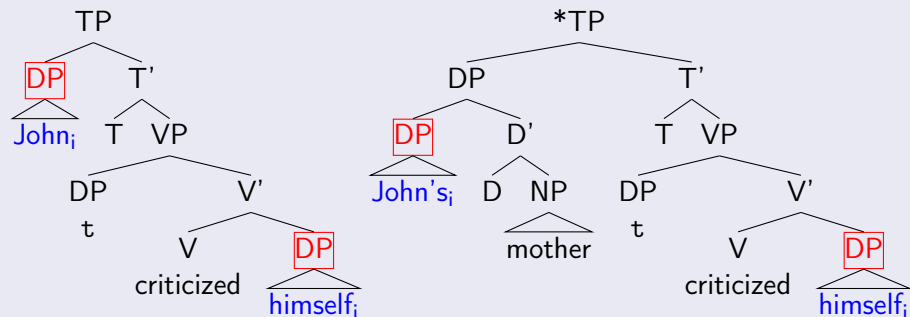 TP *TP
DP T' DP T'
John_i T VP DP D' T VP
DP V' John's_i D NP DP V'
t V DP mother t V DP
criticized himself_i criticized himself_i